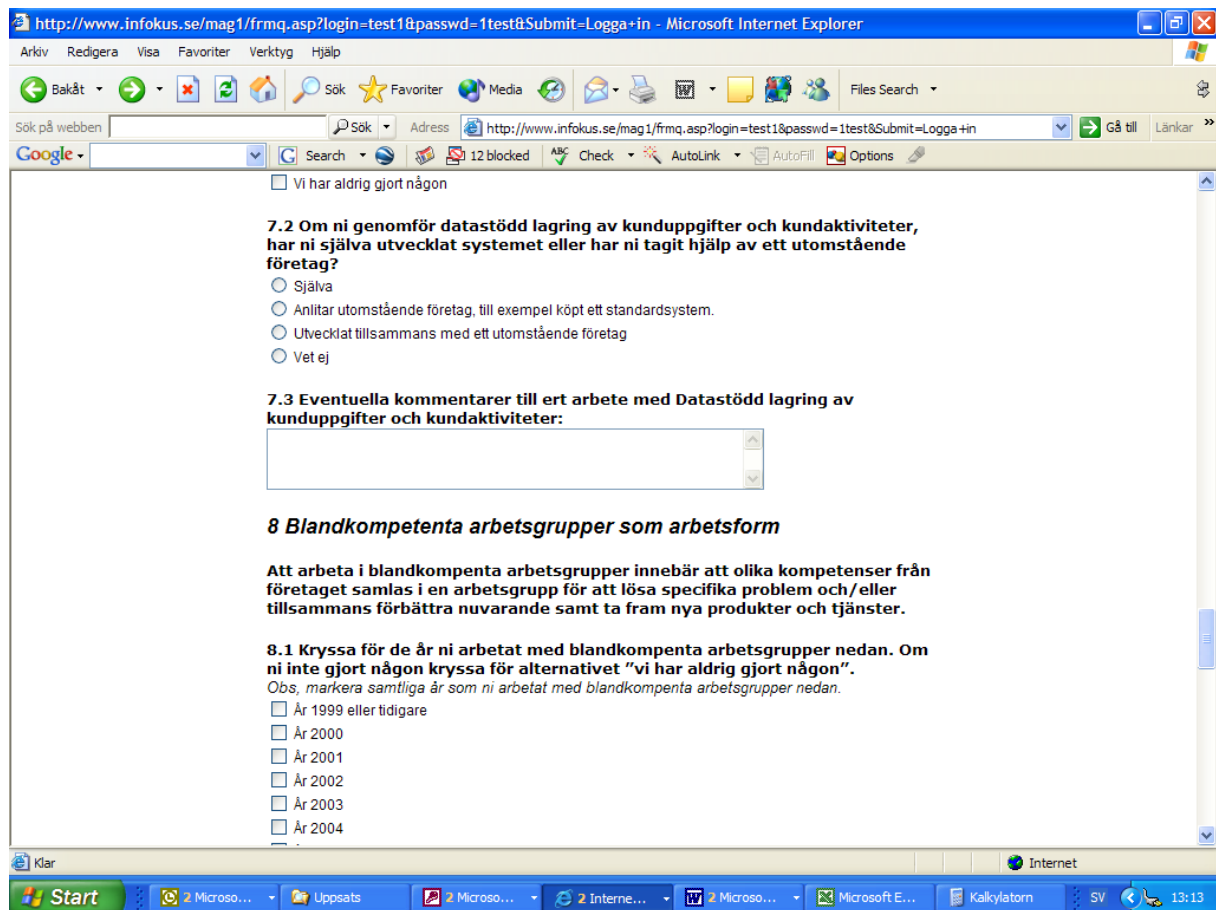 http://www.infokus.se/mag1/frmq.asp?login=test1&passwd=1test&Submit=Logga+in - Microsoft Internet Explorer
Arkiv Redigera Visa Favoriter Verktyg Hjälp
Bakåt Sök Favoriter Media Files Search
Sök på webben Sök Adress http://www.infokus.se/mag1/frmq.asp?login=test1&passwd=1test&Submit=Logga+in Gå till Länkar »
Google Search 12 blocked ABC Check AutoLink AutoFill Options
Vi har aldrig gjort någon
7.2 Om ni genomför datastödd lagring av kunduppgifter och kundaktiviteter,
har ni själva utvecklat systemet eller har ni tagit hjälp av ett utomstående
företag?
Själva
Anlitar utomstående företag, till exempel köpt ett standardsystem.
Utvecklat tillsammans med ett utomstående företag
Vet ej
7.3 Eventuella kommentarer till ert arbete med Datastödd lagring av
kunduppgifter och kundaktiviteter:
8 Blandkompetenta arbetsgrupper som arbetsform
Att arbeta i blandkompenta arbetsgrupper innebär att olika kompetenser från
företaget samlas i en arbetsgrupp för att lösa specifika problem och/eller
tillsammans förbättra nuvarande samt ta fram nya produkter och tjänster.
8.1 Kryssa för de år ni arbetat med blandkompenta arbetsgrupper nedan. Om
ni inte gjort någon kryssa för alternativet ”vi har aldrig gjort någon”.
Obs, markera samtliga år som ni arbetat med blandkompenta arbetsgrupper nedan.
År 1999 eller tidigare
År 2000
År 2001
År 2002
År 2003
År 2004
Klar Internet
Start 2 Microso... Uppsats 2 Microso... 2 Interne... 2 Microso... Microsoft E... Kalkylatorn SV 13:13